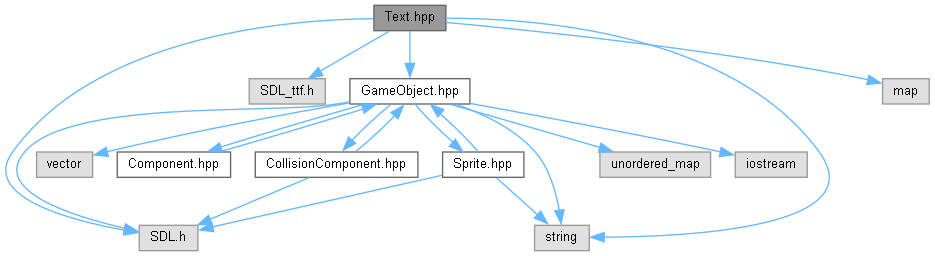 Text.hpp
SDL_ttf.h
GameObject.hpp
map
vector
Component.hpp
CollisionComponent.hpp
Sprite.hpp
unordered_map
iostream
SDL.h
string